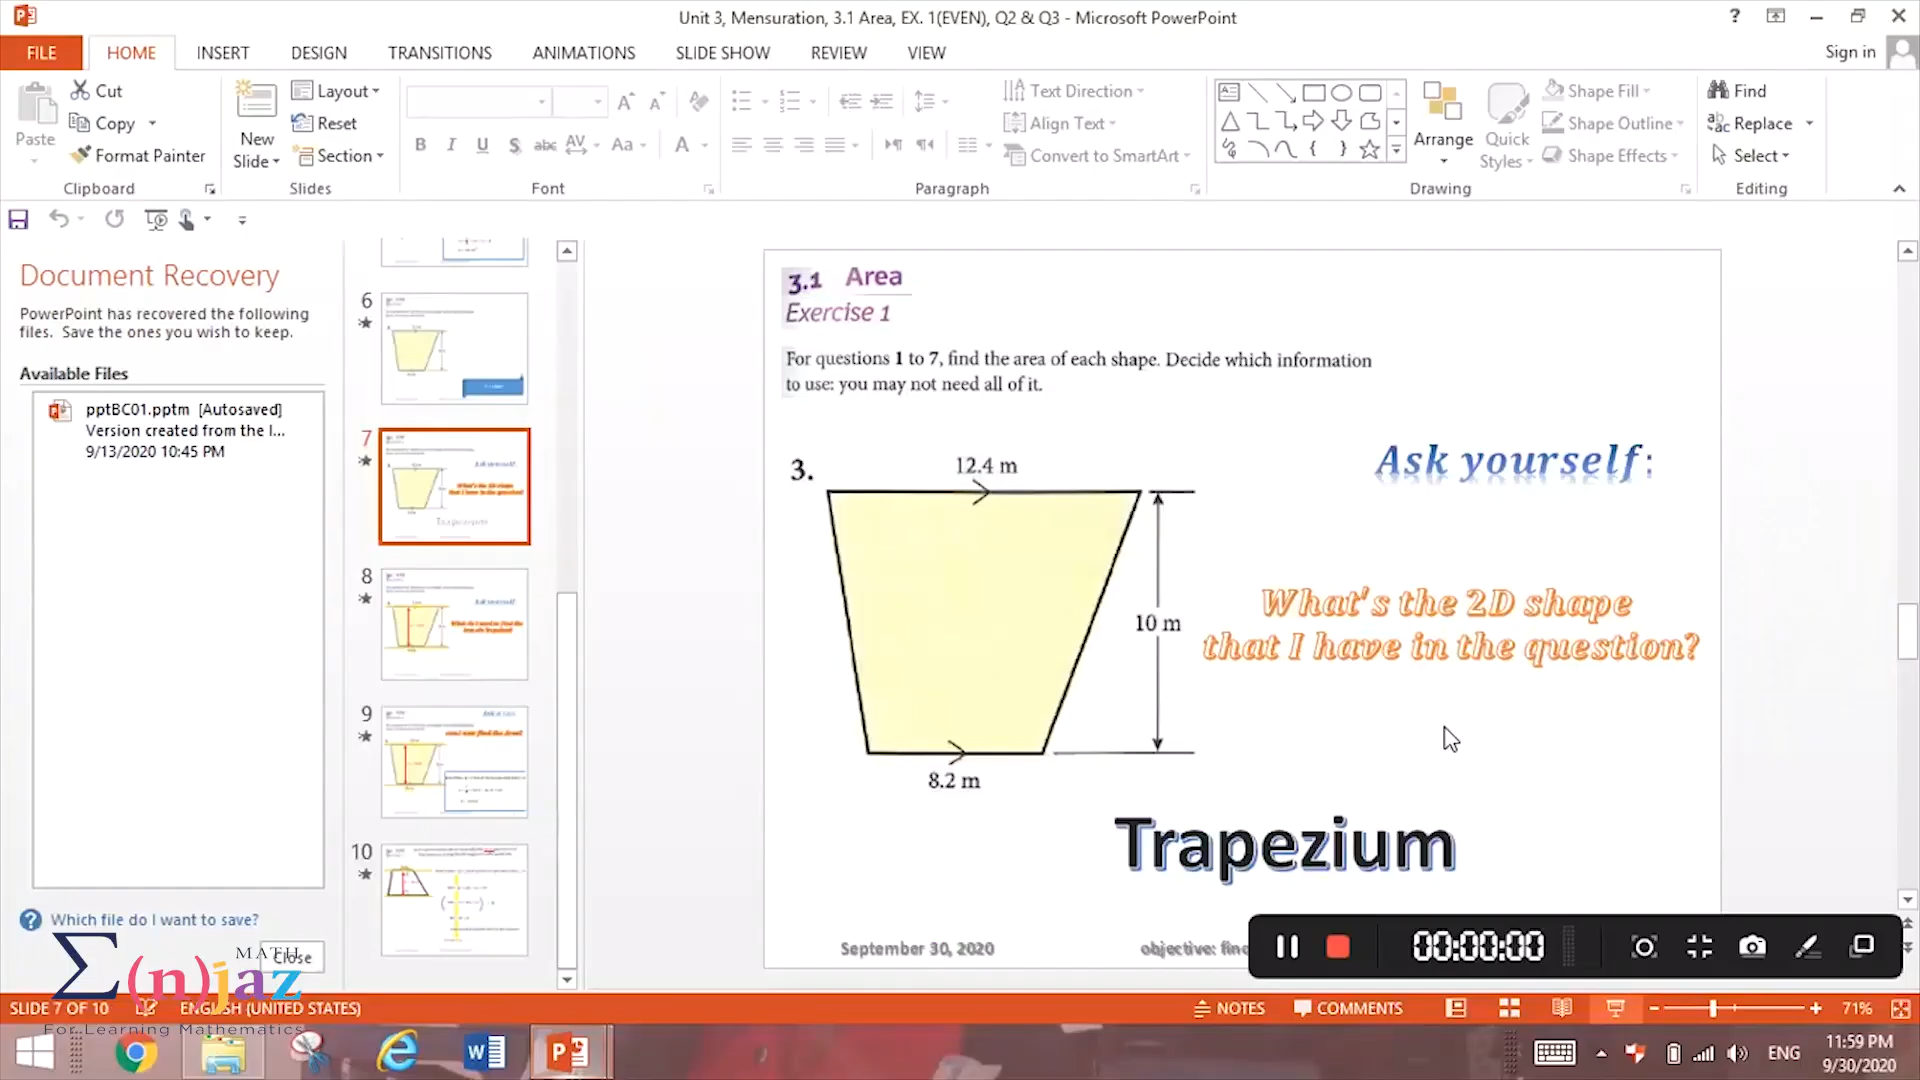 Unit 3, Mensuration, 3.1 Area, EX. 1(EVEN), Q2 & Q3 - Microsoft PowerPoint
FILE HOME INSERT DESIGN TRANSITIONS ANIMATIONS SLIDE SHOW REVIEW VIEW
Sign in
Cut
Copy
Format Painter
Paste
Clipboard
New
Slide
Layout
Reset
Section
Slides
Font
Text Direction
Align Text
Convert to SmartArt
Paragraph
Arrange
Quick
Styles
Shape Fill
Shape Outline
Shape Effects
Drawing
Find
Replace
Select
Editing
Document Recovery
PowerPoint has recovered the following
files. Save the ones you wish to keep.
Available Files
pptBC01.pptm [Autosaved]
Version created from the l...
9/13/2020 10:45 PM
Which file do I want to save?
Close
6
7
8
9
10
3.1 Area
Exercise 1
For questions 1 to 7, find the area of each shape. Decide which information
to use: you may not need all of it.
3.
12.4 m
10 m
8.2 m
Ask yourself:
What's the 2D shape
that I have in the question?
Trapezium
September 30, 2020
objective: find
00:00:00
MATH
Σ(n)jaz
For Learning Mathematics
SLIDE 7 OF 10
ENGLISH (UNITED STATES)
NOTES
COMMENTS
71%
ENG
11:59 PM
9/30/2020